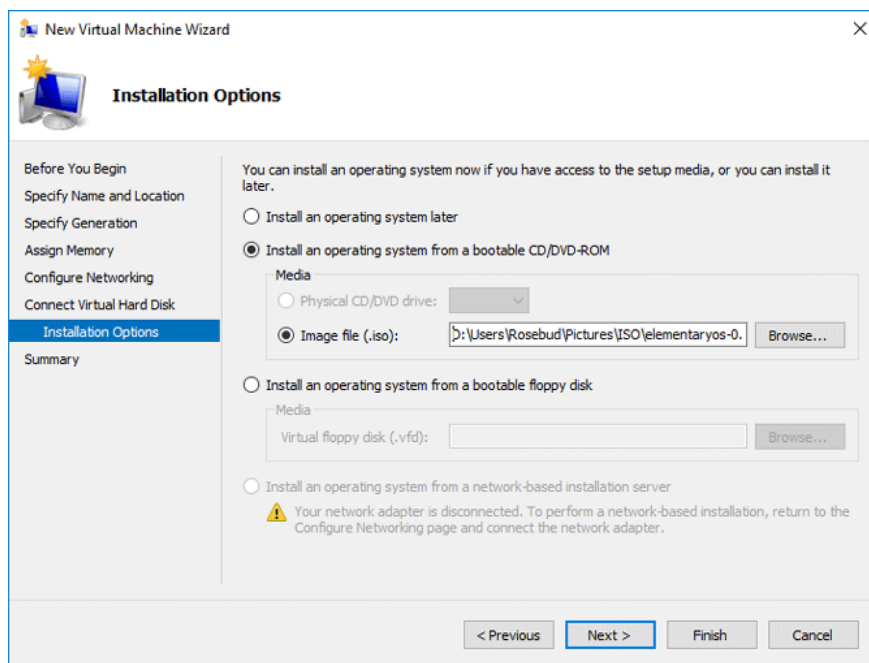 New Virtual Machine Wizard
Installation Options
Before You Begin
Specify Name and Location
Specify Generation
Assign Memory
Configure Networking
Connect Virtual Hard Disk
Installation Options
Summary
You can install an operating system now if you have access to the setup media, or you can install it
later.
Install an operating system later
Install an operating system from a bootable CD/DVD-ROM
Media
Physical CD/DVD drive:
Image file (.iso): D:\Users\Rosebud\Pictures\ISO\elementaryos-0. Browse...
Install an operating system from a bootable floppy disk
Media
Virtual floppy disk (.vfd): Browse...
Install an operating system from a network-based installation server
Your network adapter is disconnected. To perform a network-based installation, return to the
Configure Networking page and connect the network adapter.
< Previous Next > Finish Cancel